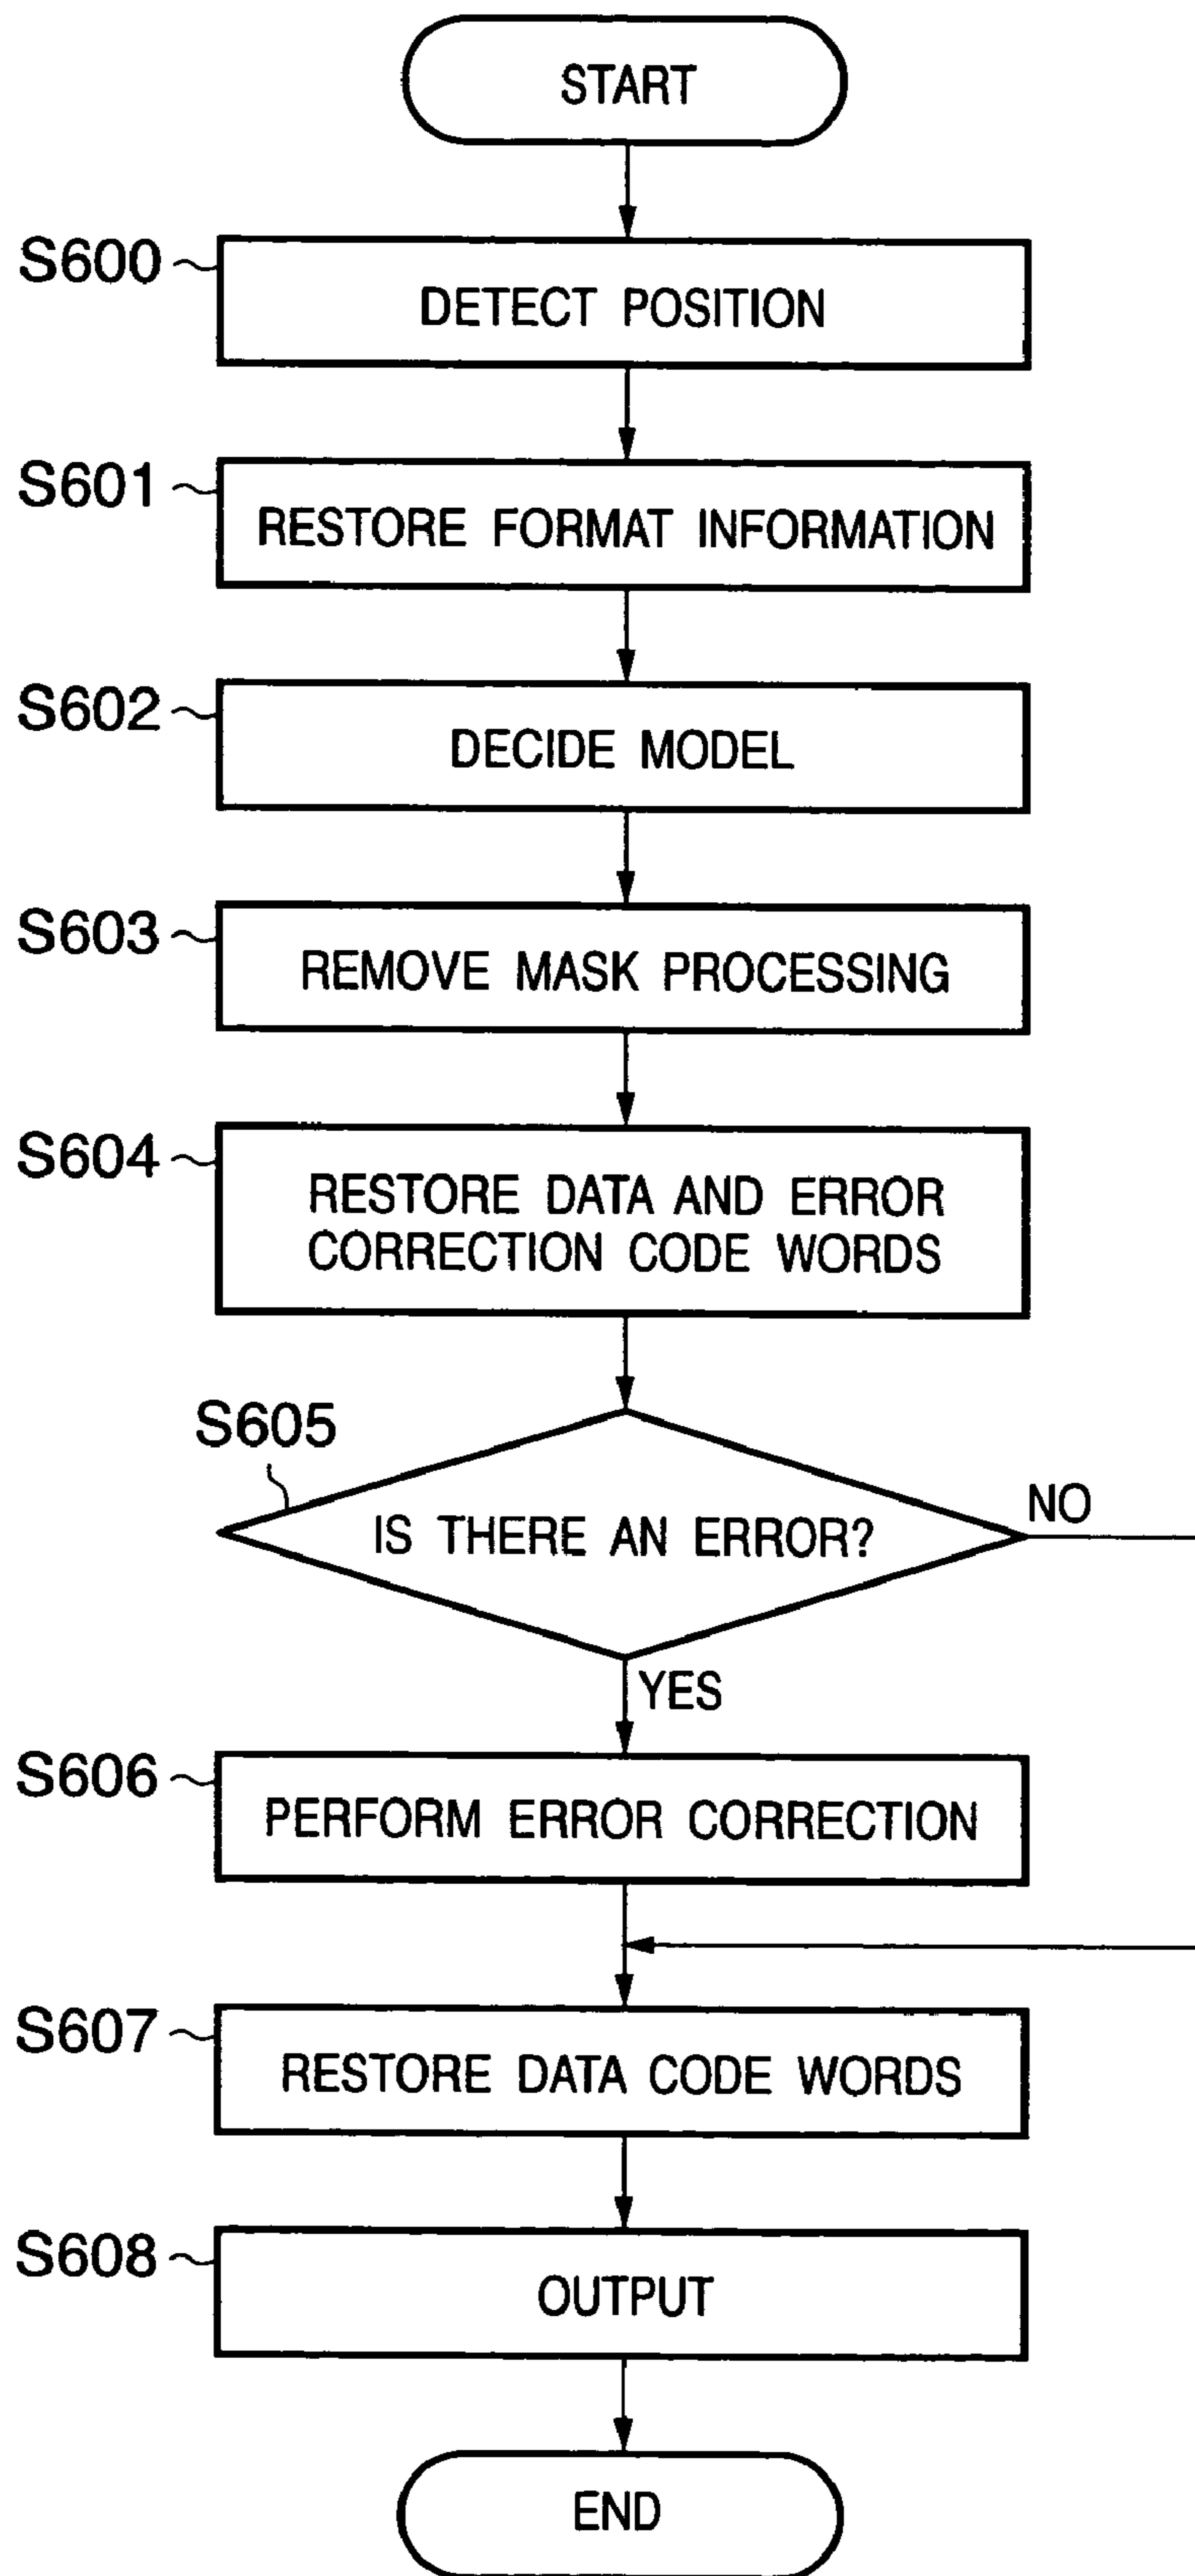 START
S600
DETECT POSITION
S601
RESTORE FORMAT INFORMATION
S602
DECIDE MODEL
S603
REMOVE MASK PROCESSING
S604
RESTORE DATA AND ERROR
CORRECTION CODE WORDS
S605
IS THERE AN ERROR?
NO
YES
S606
PERFORM ERROR CORRECTION
S607
RESTORE DATA CODE WORDS
S608
OUTPUT
END